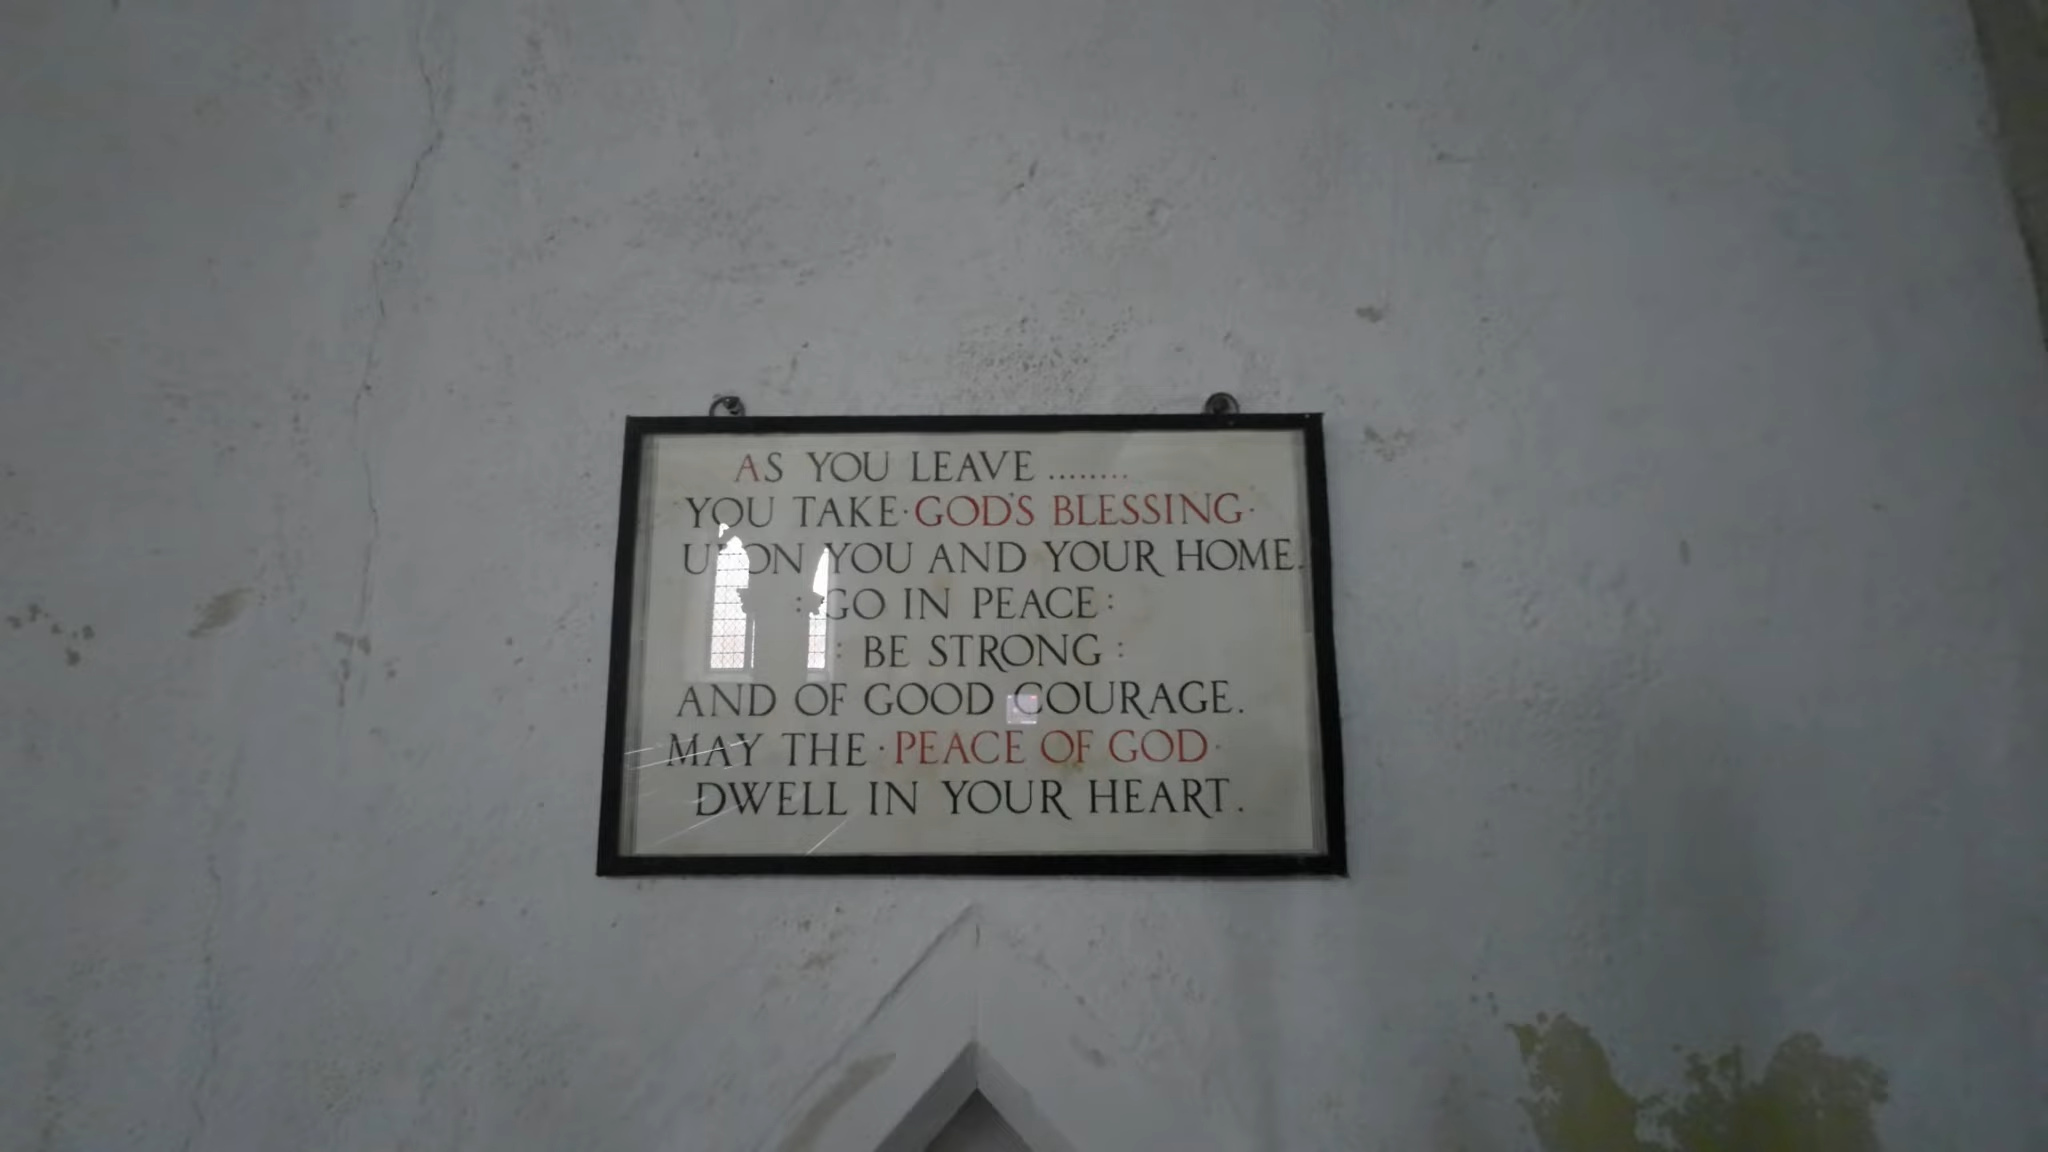 AS YOU LEAVE ........
YOU TAKE · GOD'S BLESSING ·
UPON YOU AND YOUR HOME.
: GO IN PEACE :
: BE STRONG :
AND OF GOOD COURAGE.
MAY THE · PEACE OF GOD ·
DWELL IN YOUR HEART.